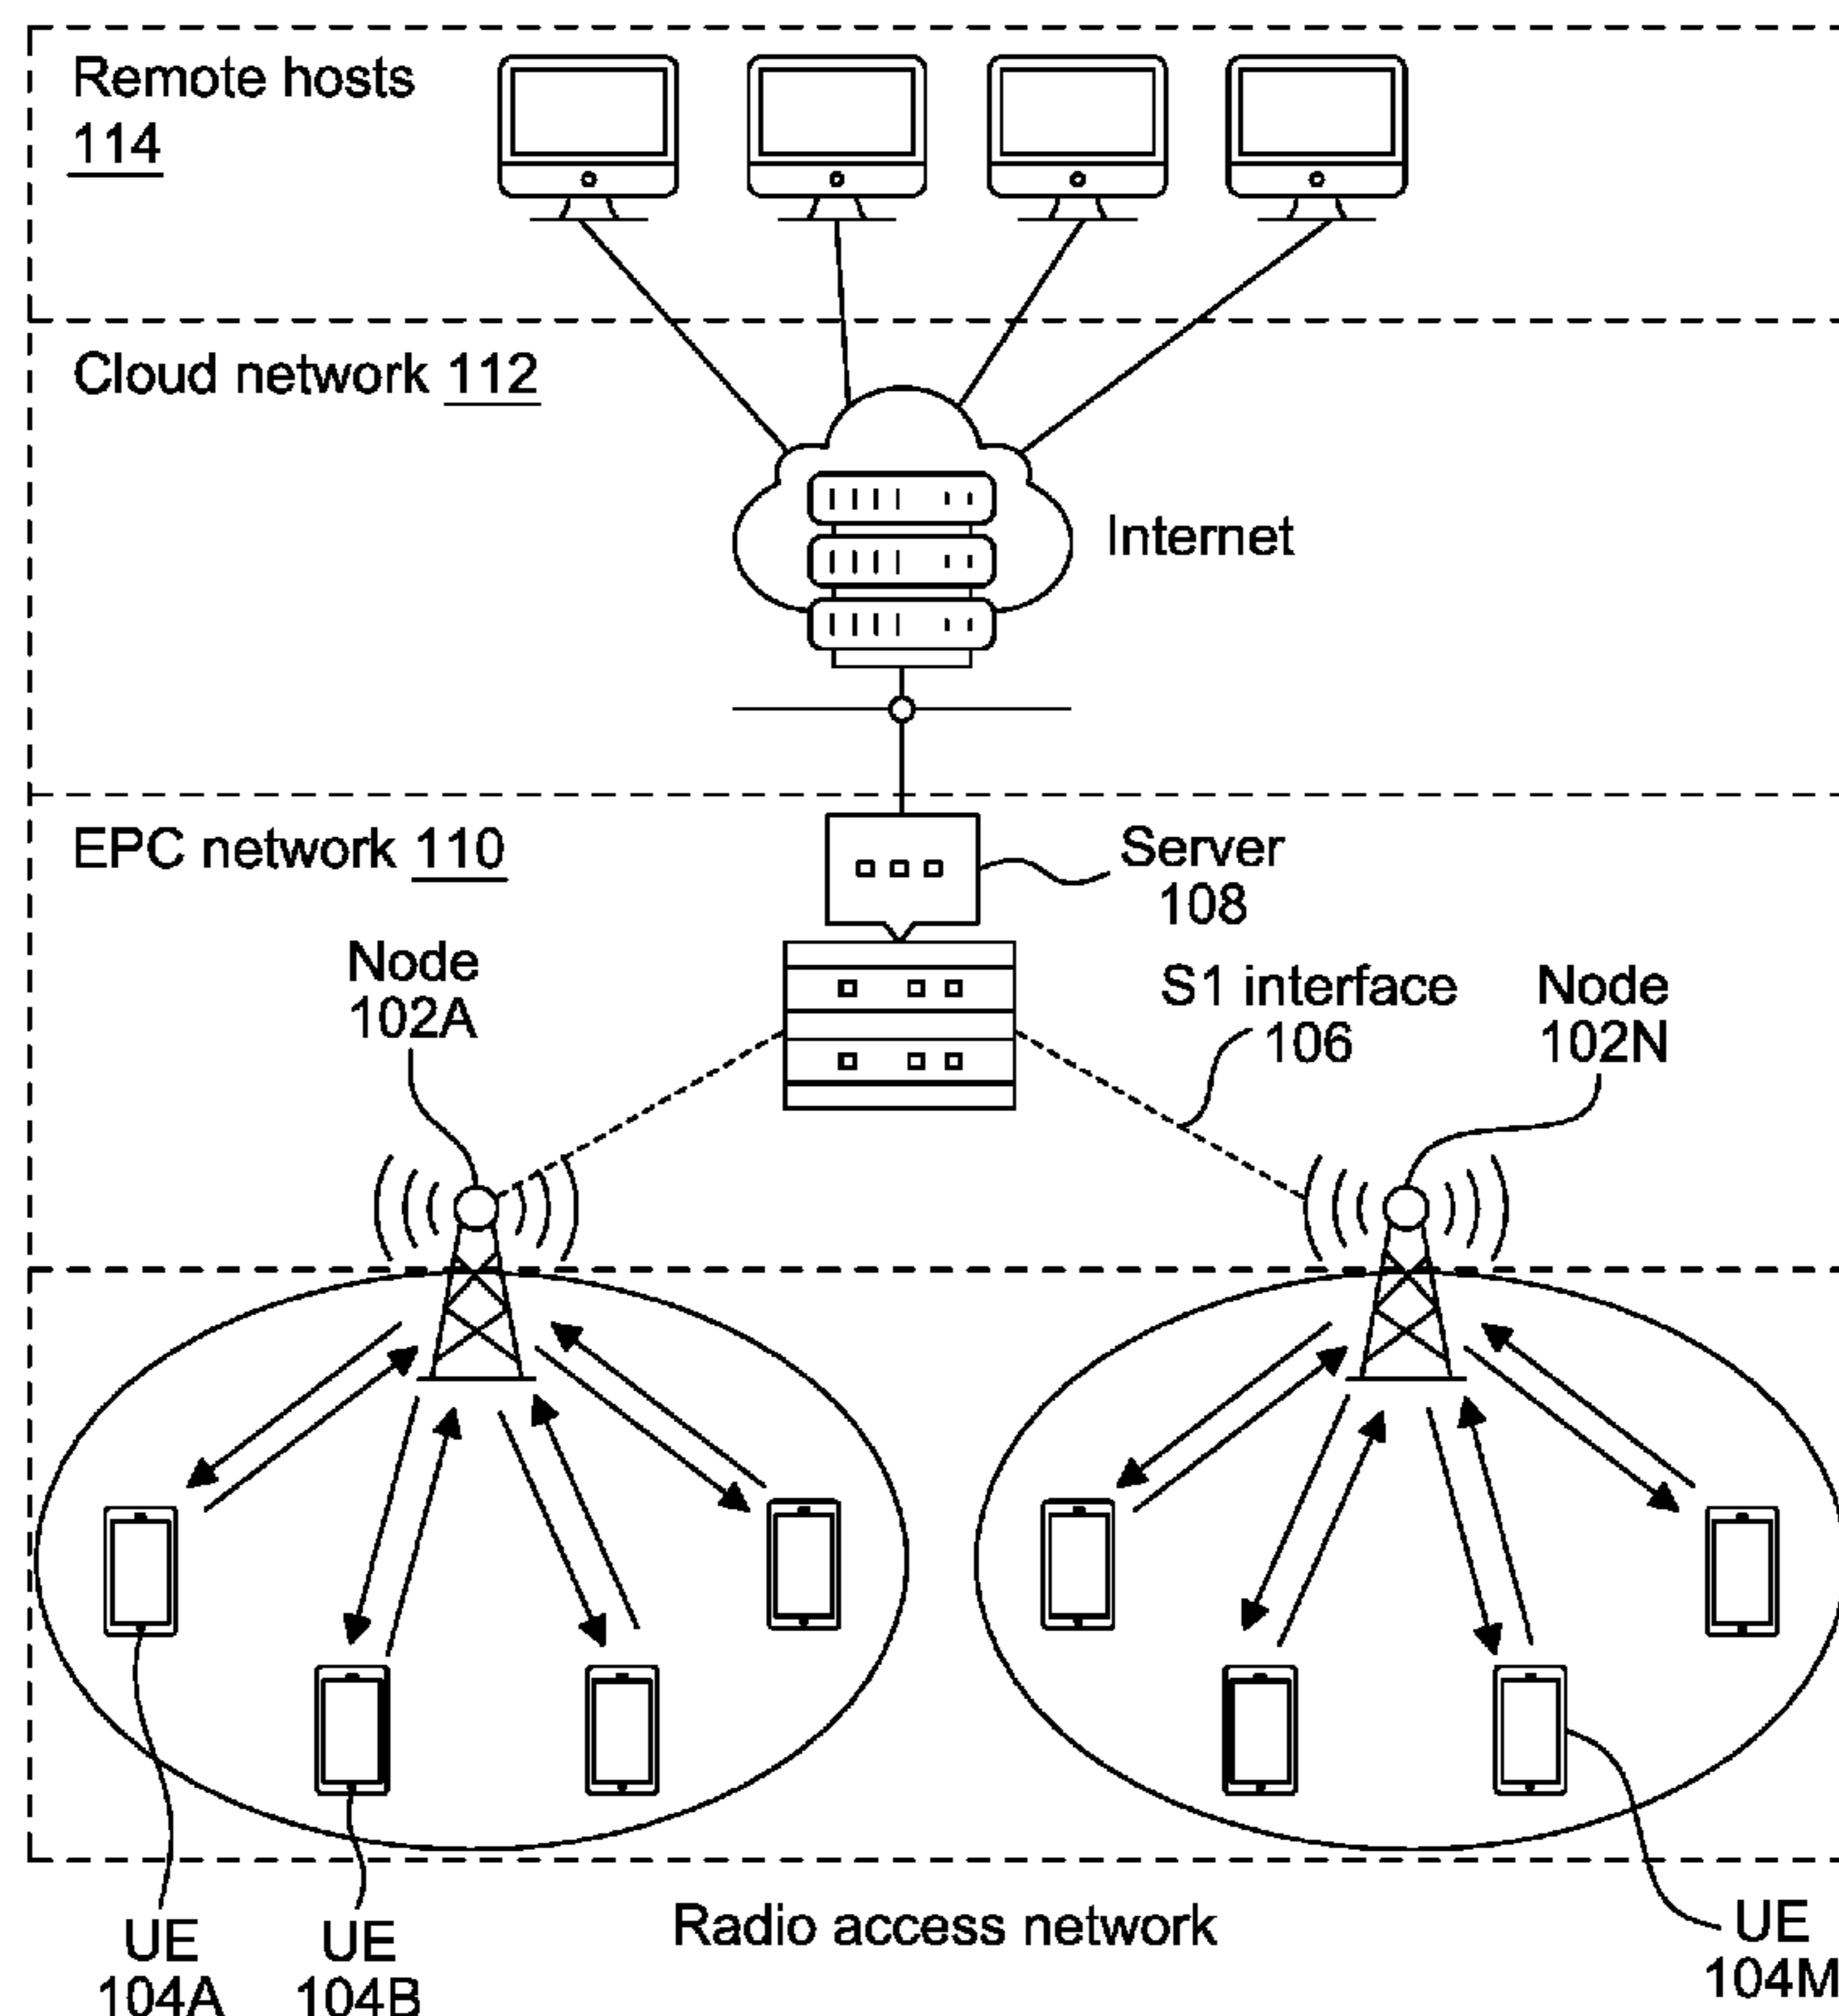 Remote hosts
114
Cloud network 112
Internet
EPC network 110
Server
108
Node
102A
S1 interface
106
Node
102N
Radio access network
UE
104A
UE
104B
UE
104M